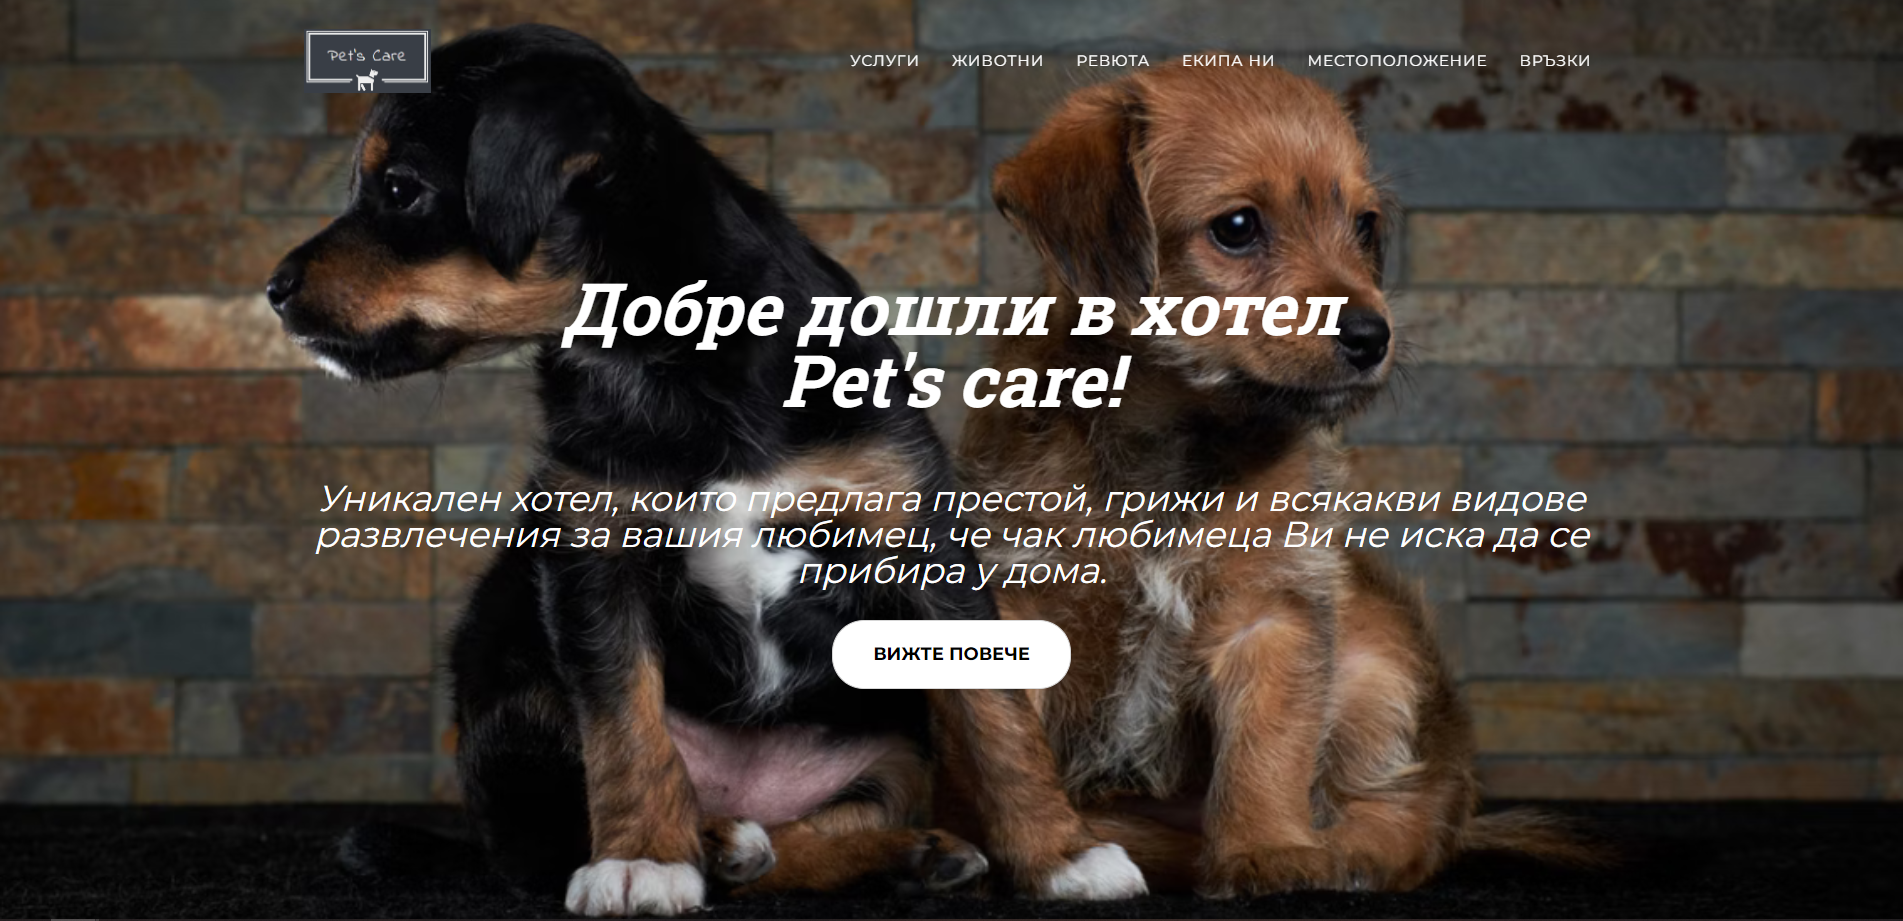 Pet's Care
УСЛУГИ ЖИВОТНИ РЕВЮТА ЕКИПА НИ МЕСТОПОЛОЖЕНИЕ ВРЪЗКИ
Добре дошли в хотел
Pet's care!
Уникален хотел, които предлага престой, грижи и всякакви видове
развлечения за вашия любимец, че чак любимеца Ви не иска да се
прибира у дома.
ВИЖТЕ ПОВЕЧЕ